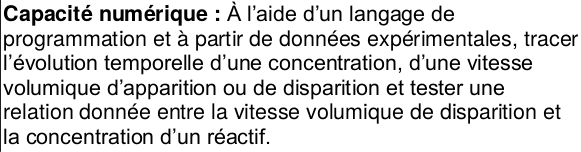 Capacité numérique : À l’aide d’un langage de
programmation et à partir de données expérimentales, tracer
l’évolution temporelle d’une concentration, d’une vitesse
volumique d’apparition ou de disparition et tester une
relation donnée entre la vitesse volumique de disparition et
la concentration d’un réactif.